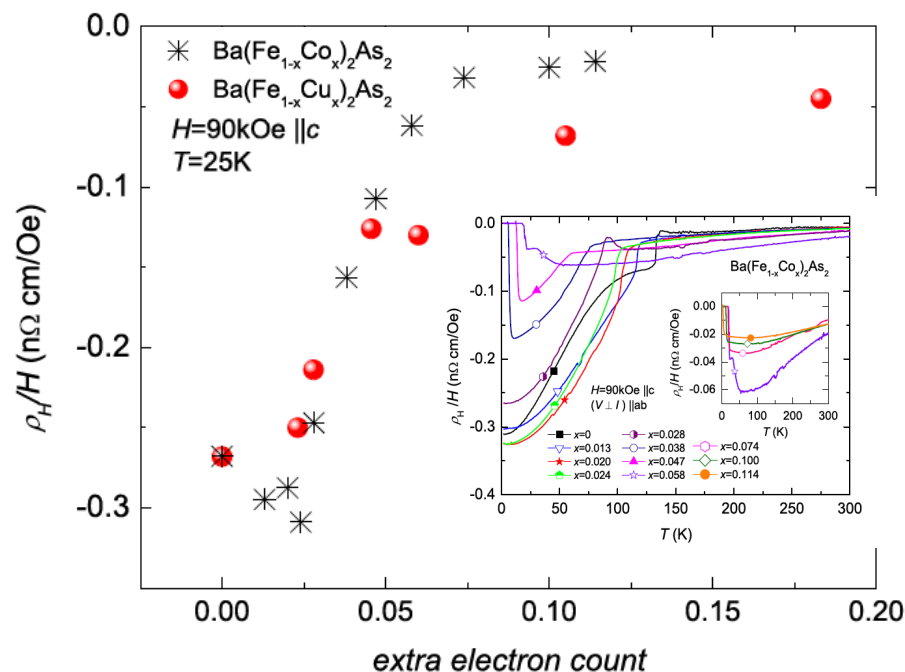 0.0
-0.1
-0.2
-0.3
ρH/H (nΩ cm/Oe)
0.00
0.05
0.10
0.15
0.20
extra electron count
Ba(Fe1-xCox)2As2
Ba(Fe1-xCux)2As2
H=90kOe ||c
T=25K
0.0
-0.1
-0.2
-0.3
-0.4
ρH /H (nΩ cm/Oe)
0
50
100
150
200
250
300
T (K)
Ba(Fe1-xCox)2As2
H=90kOe ||c
(V ⊥ I ) ||ab
x=0
x=0.013
x=0.020
x=0.024
x=0.028
x=0.038
x=0.047
x=0.058
x=0.074
x=0.100
x=0.114
0.00
-0.02
-0.04
-0.06
ρH/H (nΩ cm/Oe)
0
100
200
300
T (K)